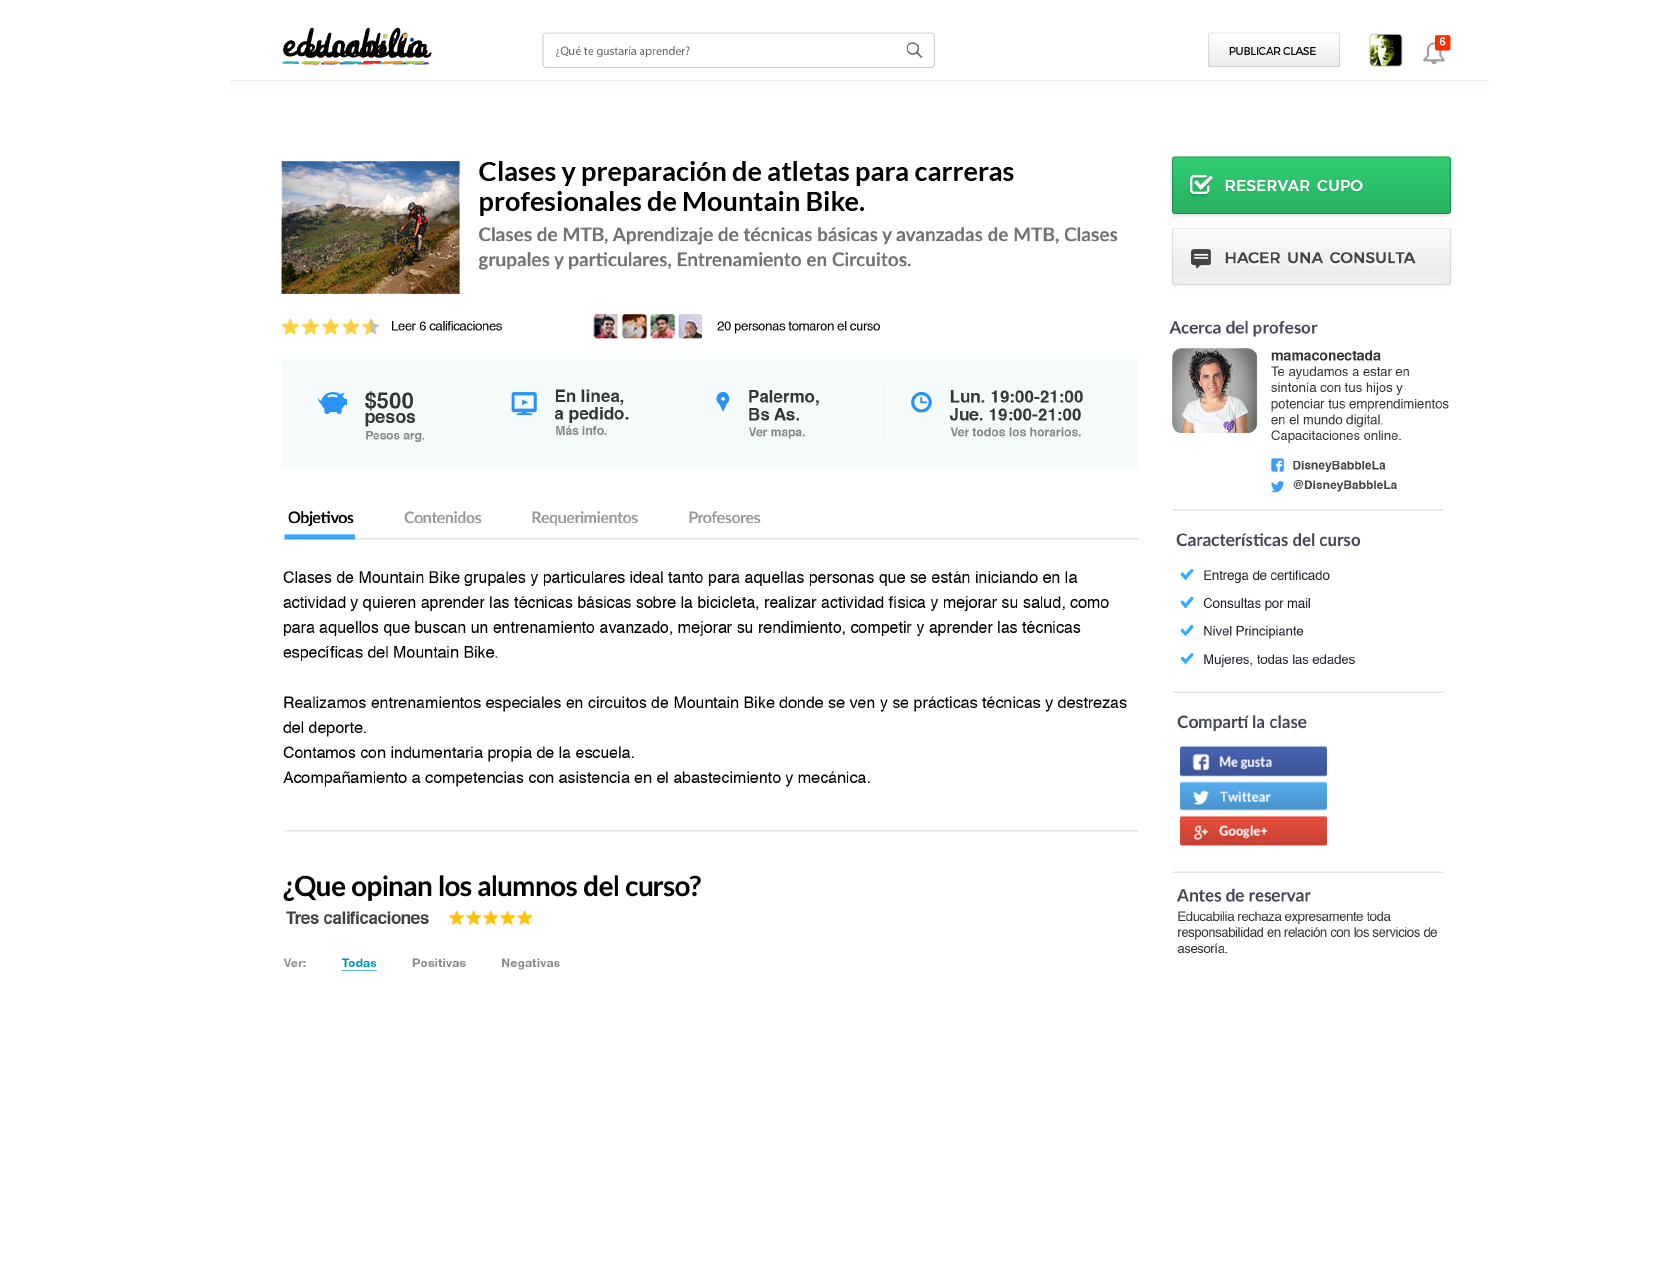 educabilia
¿Qué te gustaría aprender?
PUBLICAR CLASE
6
Clases y preparación de atletas para carreras
profesionales de Mountain Bike.
Clases de MTB, Aprendizaje de técnicas básicas y avanzadas de MTB, Clases
grupales y particulares, Entrenamiento en Circuitos.
Leer 6 calificaciones
20 personas tomaron el curso
$500
pesos
Pesos arg.
En linea,
a pedido.
Más info.
Palermo,
Bs As.
Ver mapa.
Lun. 19:00-21:00
Jue. 19:00-21:00
Ver todos los horarios.
Objetivos
Contenidos
Requerimientos
Profesores
Clases de Mountain Bike grupales y particulares ideal tanto para aquellas personas que se están iniciando en la
actividad y quieren aprender las técnicas básicas sobre la bicicleta, realizar actividad física y mejorar su salud, como
para aquellos que buscan un entrenamiento avanzado, mejorar su rendimiento, competir y aprender las técnicas
específicas del Mountain Bike.
Realizamos entrenamientos especiales en circuitos de Mountain Bike donde se ven y se prácticas técnicas y destrezas
del deporte.
Contamos con indumentaria propia de la escuela.
Acompañamiento a competencias con asistencia en el abastecimiento y mecánica.
¿Que opinan los alumnos del curso?
Tres calificaciones
Ver:
Todas
Positivas
Negativas
RESERVAR CUPO
HACER UNA CONSULTA
Acerca del profesor
mamaconectada
Te ayudamos a estar en
sintonía con tus hijos y
potenciar tus emprendimientos
en el mundo digital.
Capacitaciones online.
DisneyBabbleLa
@DisneyBabbleLa
Características del curso
Entrega de certificado
Consultas por mail
Nivel Principiante
Mujeres, todas las edades
Compartí la clase
Me gusta
Twittear
Google+
Antes de reservar
Educabilia rechaza expresamente toda
responsabilidad en relación con los servicios de
asesoría.